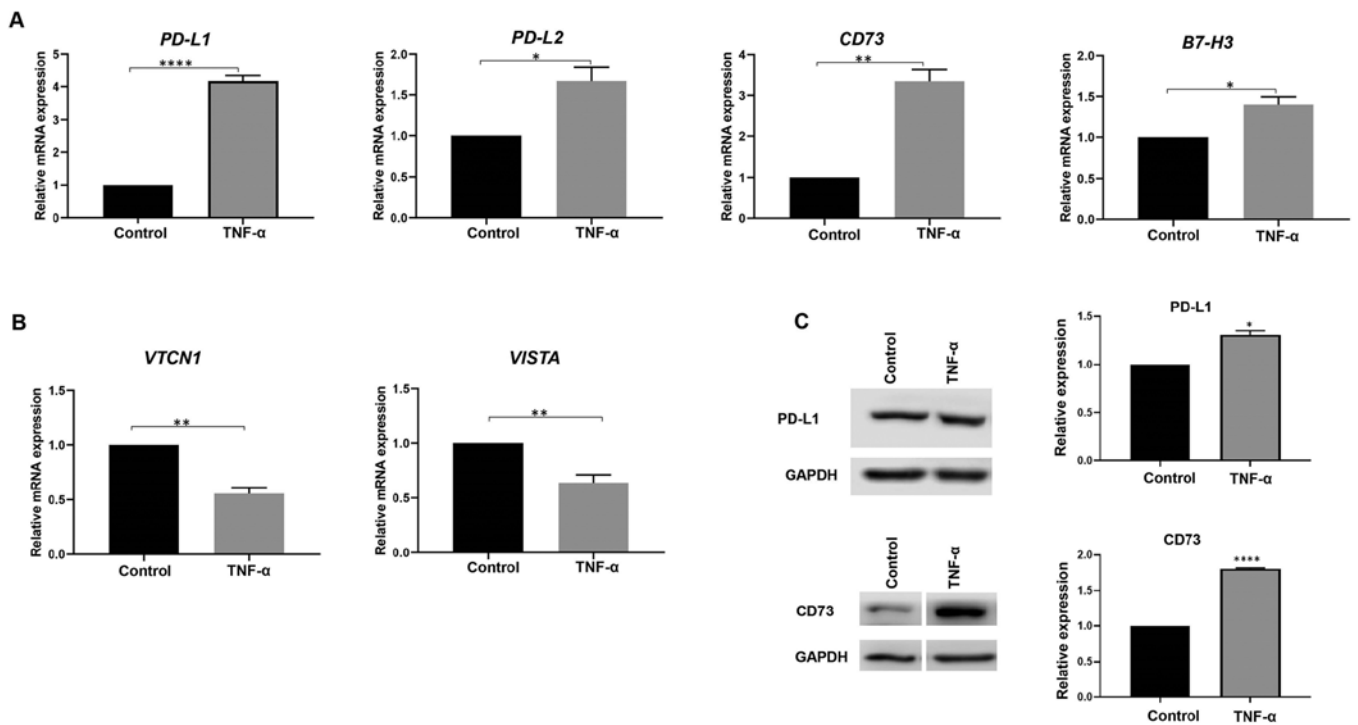 A
PD-L1
Relative mRNA expression
5
4
3
2
1
0
****
Control
TNF-α
PD-L2
Relative mRNA expression
2.0
1.5
1.0
0.5
0.0
*
Control
TNF-α
CD73
Relative mRNA expression
4
3
2
1
0
**
Control
TNF-α
B7-H3
Relative mRNA expression
2.0
1.5
1.0
0.5
0.0
*
Control
TNF-α
B
VTCN1
Relative mRNA expression
1.5
1.0
0.5
0.0
**
Control
TNF-α
VISTA
Relative mRNA expression
1.5
1.0
0.5
0.0
**
Control
TNF-α
C
Control
TNF-α
PD-L1
GAPDH
PD-L1
Relative expression
1.5
1.0
0.5
0.0
*
Control
TNF-α
Control
TNF-α
CD73
GAPDH
CD73
Relative expression
2.0
1.5
1.0
0.5
0.0
****
Control
TNF-α